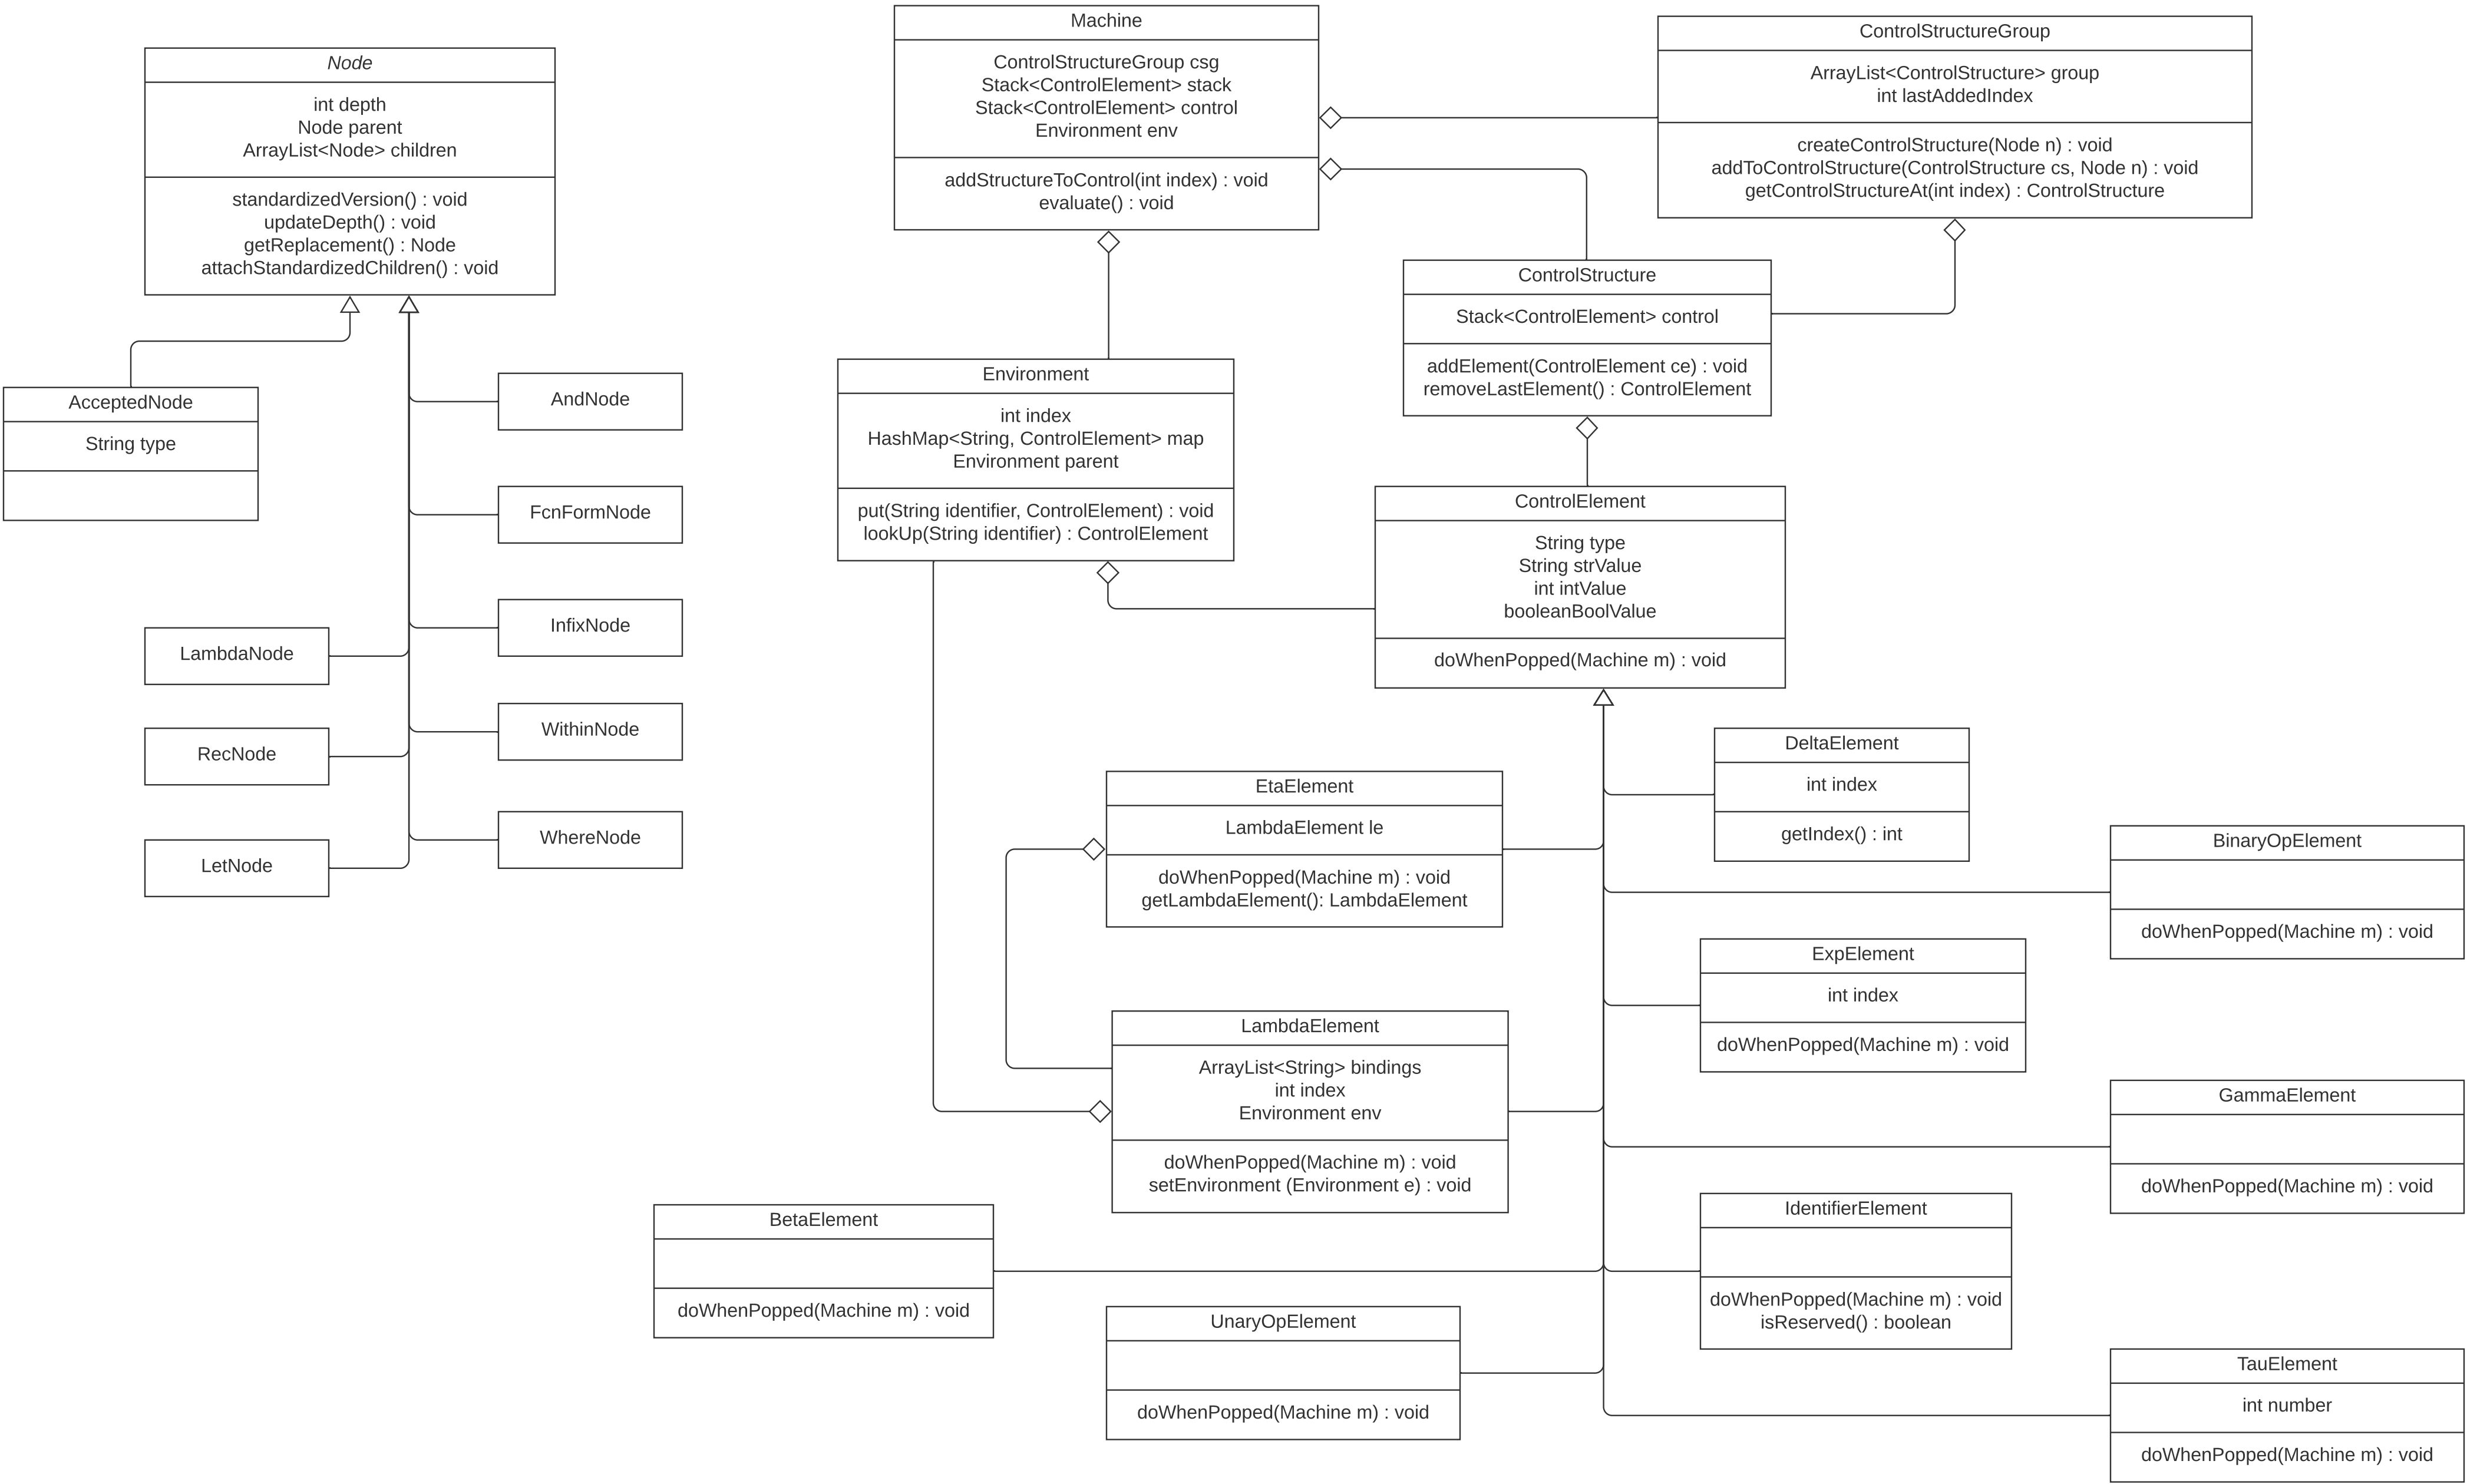 Node
int depth
Node parent
ArrayList<Node> children
standardizedVersion() : void
updateDepth() : void
getReplacement() : Node
attachStandardizedChildren() : void
AcceptedNode
String type
AndNode
FcnFormNode
InfixNode
LambdaNode
WithinNode
RecNode
WhereNode
LetNode
Machine
ControlStructureGroup csg
Stack<ControlElement> stack
Stack<ControlElement> control
Environment env
addStructureToControl(int index) : void
evaluate() : void
ControlStructureGroup
ArrayList<ControlStructure> group
int lastAddedIndex
createControlStructure(Node n) : void
addToControlStructure(ControlStructure cs, Node n) : void
getControlStructureAt(int index) : ControlStructure
ControlStructure
Stack<ControlElement> control
addElement(ControlElement ce) : void
removeLastElement() : ControlElement
Environment
int index
HashMap<String, ControlElement> map
Environment parent
put(String identifier, ControlElement) : void
lookUp(String identifier) : ControlElement
ControlElement
String type
String strValue
int intValue
booleanBoolValue
doWhenPopped(Machine m) : void
DeltaElement
int index
getIndex() : int
EtaElement
LambdaElement le
doWhenPopped(Machine m) : void
getLambdaElement(): LambdaElement
BinaryOpElement
doWhenPopped(Machine m) : void
ExpElement
int index
doWhenPopped(Machine m) : void
LambdaElement
ArrayList<String> bindings
int index
Environment env
doWhenPopped(Machine m) : void
setEnvironment (Environment e) : void
GammaElement
doWhenPopped(Machine m) : void
BetaElement
doWhenPopped(Machine m) : void
IdentifierElement
doWhenPopped(Machine m) : void
isReserved() : boolean
UnaryOpElement
doWhenPopped(Machine m) : void
TauElement
int number
doWhenPopped(Machine m) : void